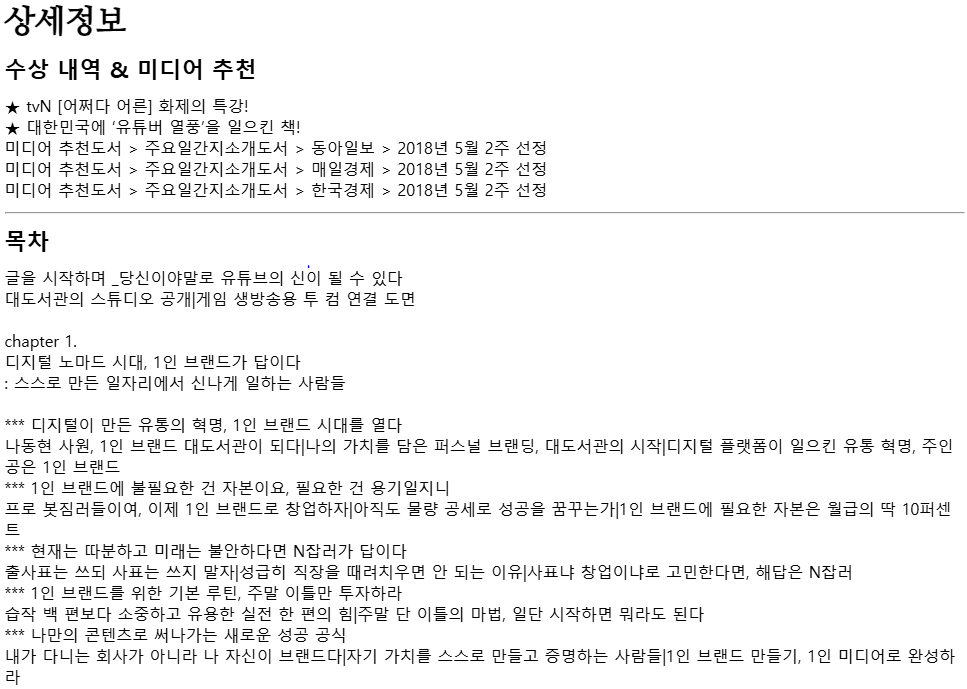 상세정보
수상 내역 & 미디어 추천
★ tvN [어쩌다 어른] 화제의 특강!
★ 대한민국에 ‘유튜버 열풍’을 일으킨 책!
미디어 추천도서 > 주요일간지소개도서 > 동아일보 > 2018년 5월 2주 선정
미디어 추천도서 > 주요일간지소개도서 > 매일경제 > 2018년 5월 2주 선정
미디어 추천도서 > 주요일간지소개도서 > 한국경제 > 2018년 5월 2주 선정
목차
글을 시작하며 _당신이야말로 유튜브의 신이 될 수 있다
대도서관의 스튜디오 공개|게임 생방송용 투 컴 연결 도면
chapter 1.
디지털 노마드 시대, 1인 브랜드가 답이다
: 스스로 만든 일자리에서 신나게 일하는 사람들
*** 디지털이 만든 유통의 혁명, 1인 브랜드 시대를 열다
나동현 사원, 1인 브랜드 대도서관이 되다|나의 가치를 담은 퍼스널 브랜딩, 대도서관의 시작|디지털 플랫폼이 일으킨 유통 혁명, 주인
공은 1인 브랜드
*** 1인 브랜드에 불필요한 건 자본이요, 필요한 건 용기일지니
프로 봇짐러들이여, 이제 1인 브랜드로 창업하자|아직도 물량 공세로 성공을 꿈꾸는가|1인 브랜드에 필요한 자본은 월급의 딱 10퍼센
트
*** 현재는 따분하고 미래는 불안하다면 N잡러가 답이다
출사표는 쓰되 사표는 쓰지 말자|성급히 직장을 때려치우면 안 되는 이유|사표냐 창업이냐로 고민한다면, 해답은 N잡러
*** 1인 브랜드를 위한 기본 루틴, 주말 이틀만 투자하라
습작 백 편보다 소중하고 유용한 실전 한 편의 힘|주말 단 이틀의 마법, 일단 시작하면 뭐라도 된다
*** 나만의 콘텐츠로 써나가는 새로운 성공 공식
내가 다니는 회사가 아니라 나 자신이 브랜드다|자기 가치를 스스로 만들고 증명하는 사람들|1인 브랜드 만들기, 1인 미디어로 완성하
라